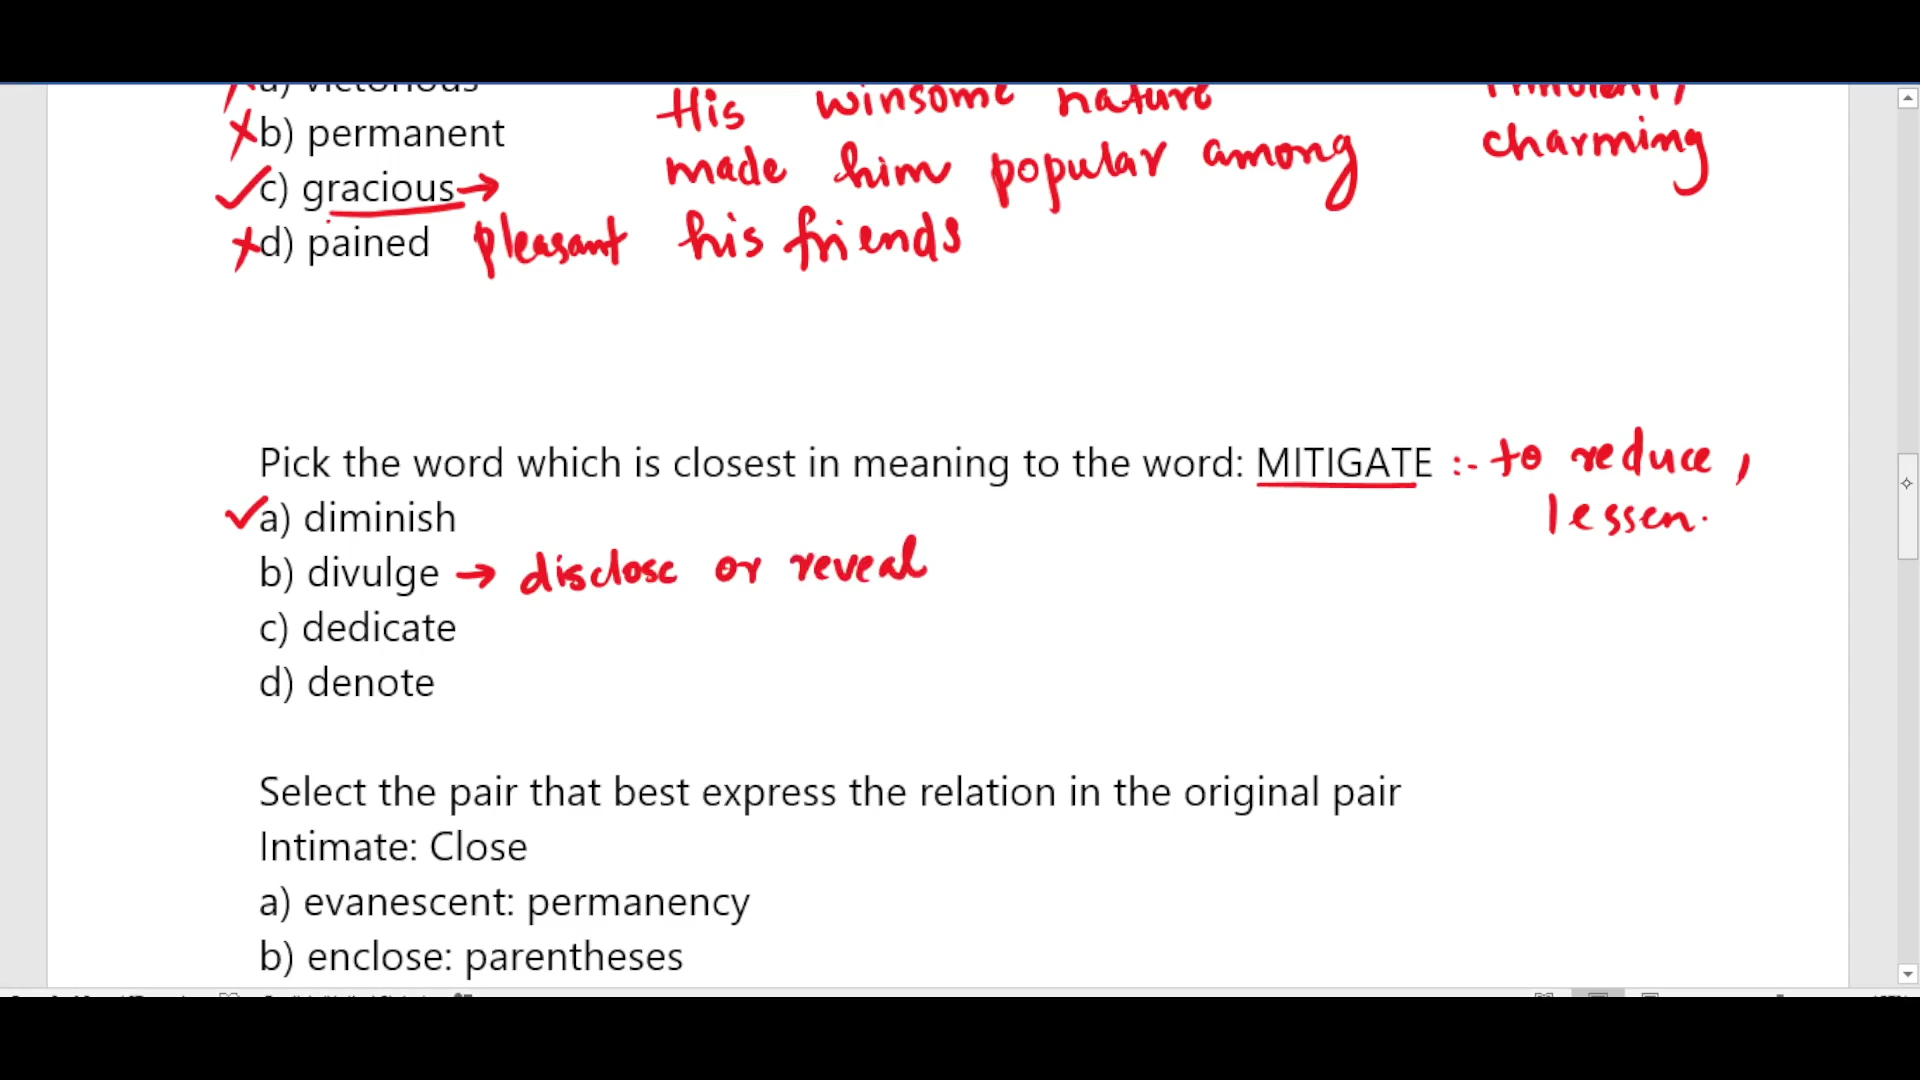 a) victorious
His winsome nature
b) permanent
charming
made him popular among
c) gracious →
d) pained pleasant his friends
Pick the word which is closest in meaning to the word: MITIGATE :- to reduce,
lessen.
a) diminish
b) divulge → disclose or reveal
c) dedicate
d) denote
Select the pair that best express the relation in the original pair
Intimate: Close
a) evanescent: permanency
b) enclose: parentheses